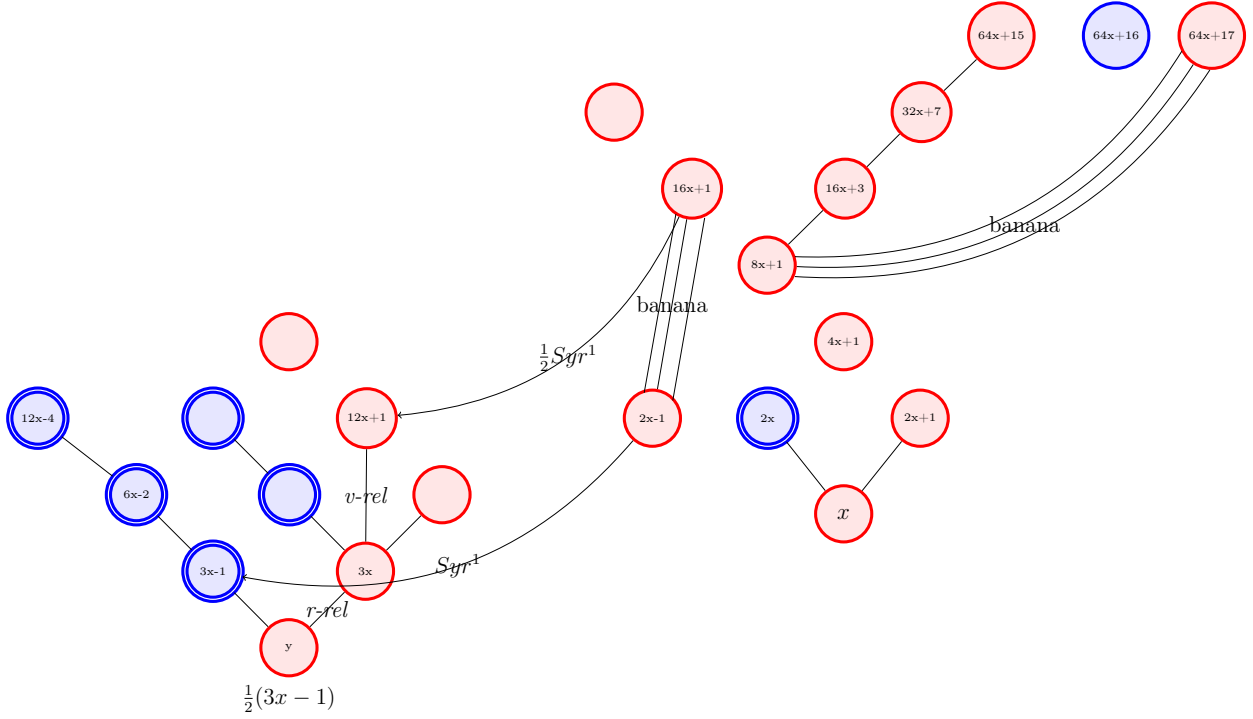 64x+15
64x+16
64x+17
32x+7
16x+1
16x+3
banana
8x+1
banana
4x+1
½Syr¹
12x-4
12x+1
2x-1
2x
2x+1
6x-2
v-rel
x
3x-1
3x
Syr¹
r-rel
y
½(3x − 1)